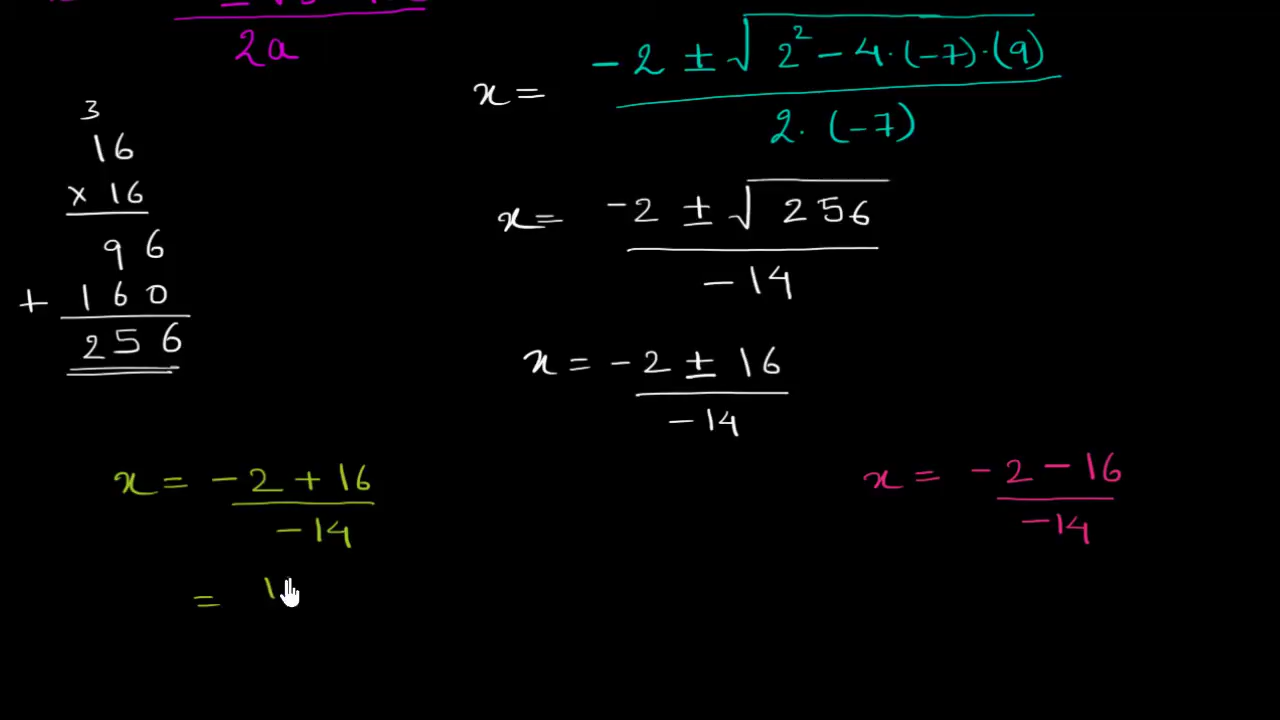 2a
x = -2 ± √2² - 4·(-7)·(9)
2·(-7)
3
16
x 16
96
+ 160
256
x = -2 ± √256
-14
x = -2 ± 16
-14
x = -2 + 16
-14
=
x = -2 - 16
-14